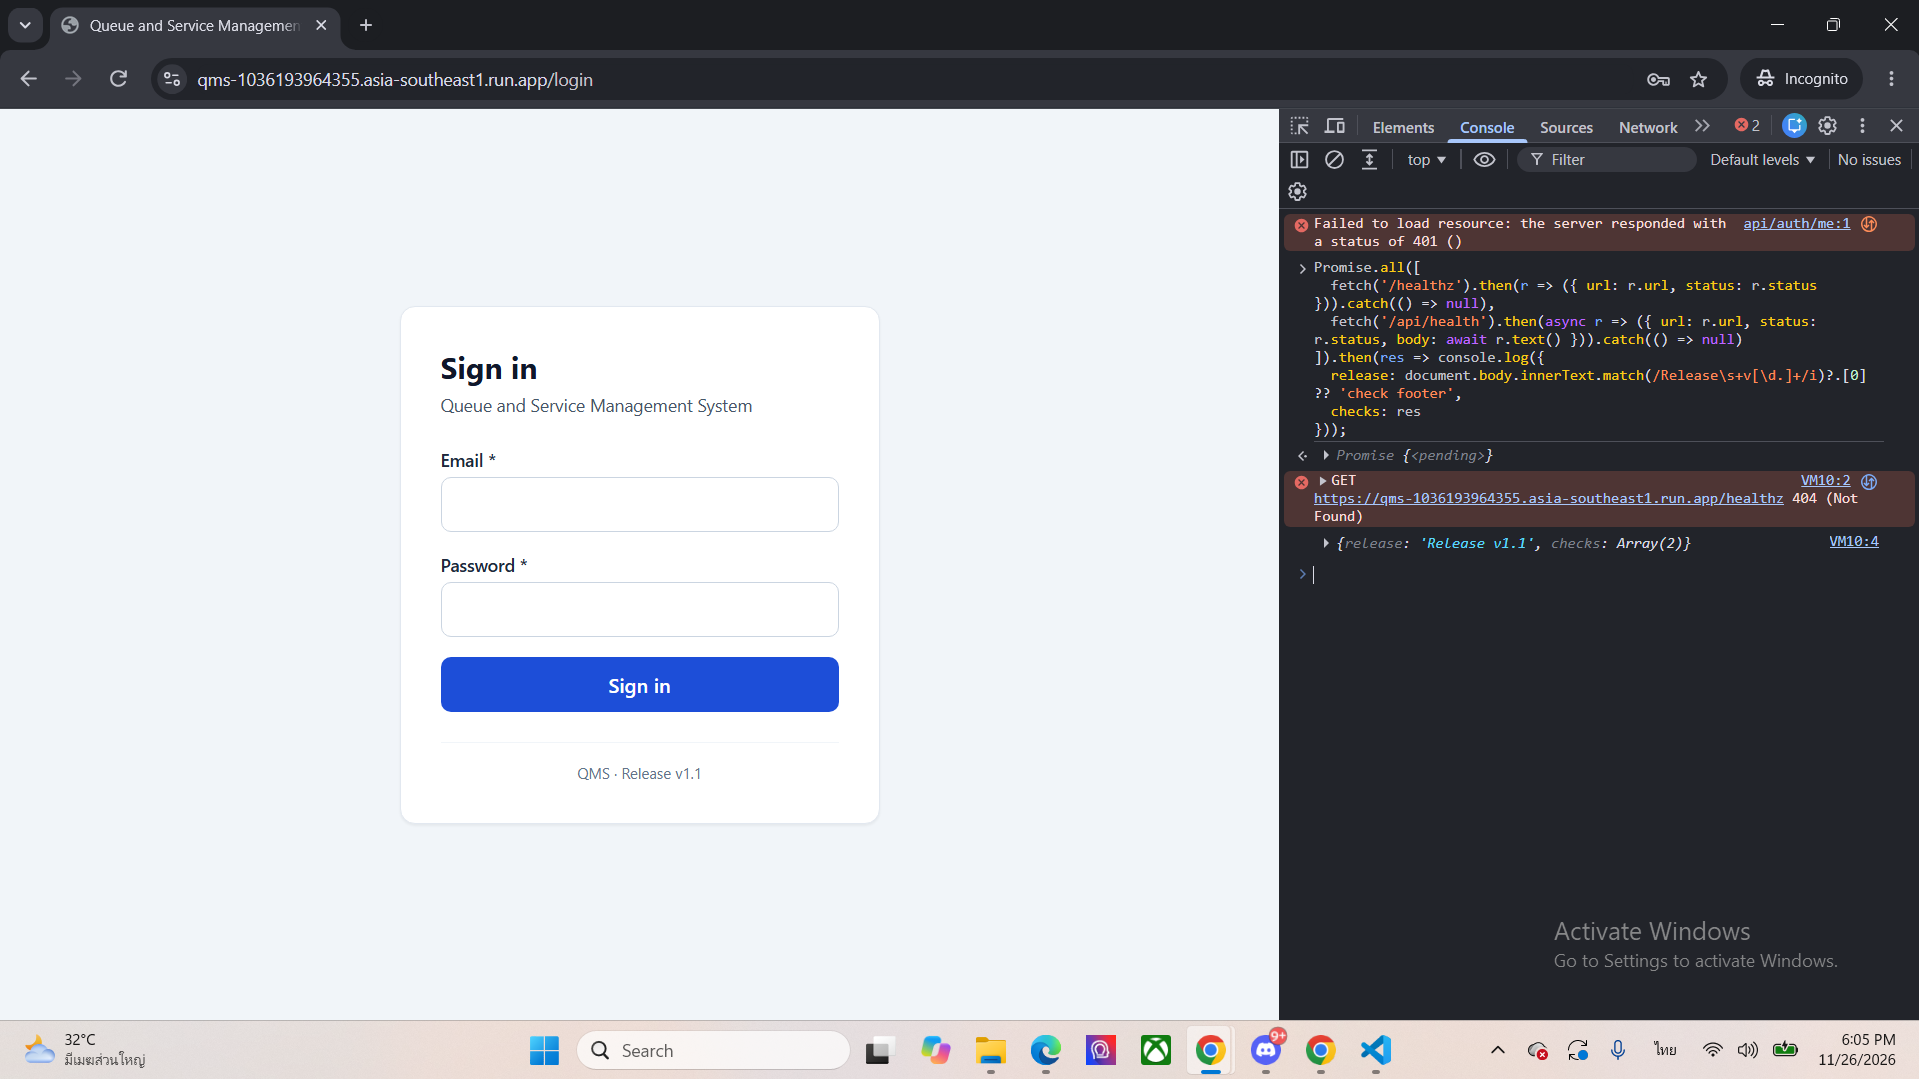 Queue and Service Managemen
qms-1036193964355.asia-southeast1.run.app/login
Incognito
Sign in
Queue and Service Management System
Email *
Password *
Sign in
QMS · Release v1.1
Elements Console Sources Network 2
top Filter Default levels No issues
Failed to load resource: the server responded with api/auth/me:1
a status of 401 ()
Promise.all([
fetch('/healthz').then(r => ({ url: r.url, status: r.status
})).catch(() => null),
fetch('/api/health').then(async r => ({ url: r.url, status:
r.status, body: await r.text() })).catch(() => null)
]).then(res => console.log({
release: document.body.innerText.match(/Release\s+v[\d.]+/i)?.[0]
?? 'check footer',
checks: res
}));
Promise {<pending>}
GET VM10:2
https://qms-1036193964355.asia-southeast1.run.app/healthz 404 (Not
Found)
{release: 'Release v1.1', checks: Array(2)} VM10:4
Activate Windows
Go to Settings to activate Windows.
32°C
มีเมฆส่วนใหญ่
Search
9+
ไทย
6:05 PM
11/26/2026